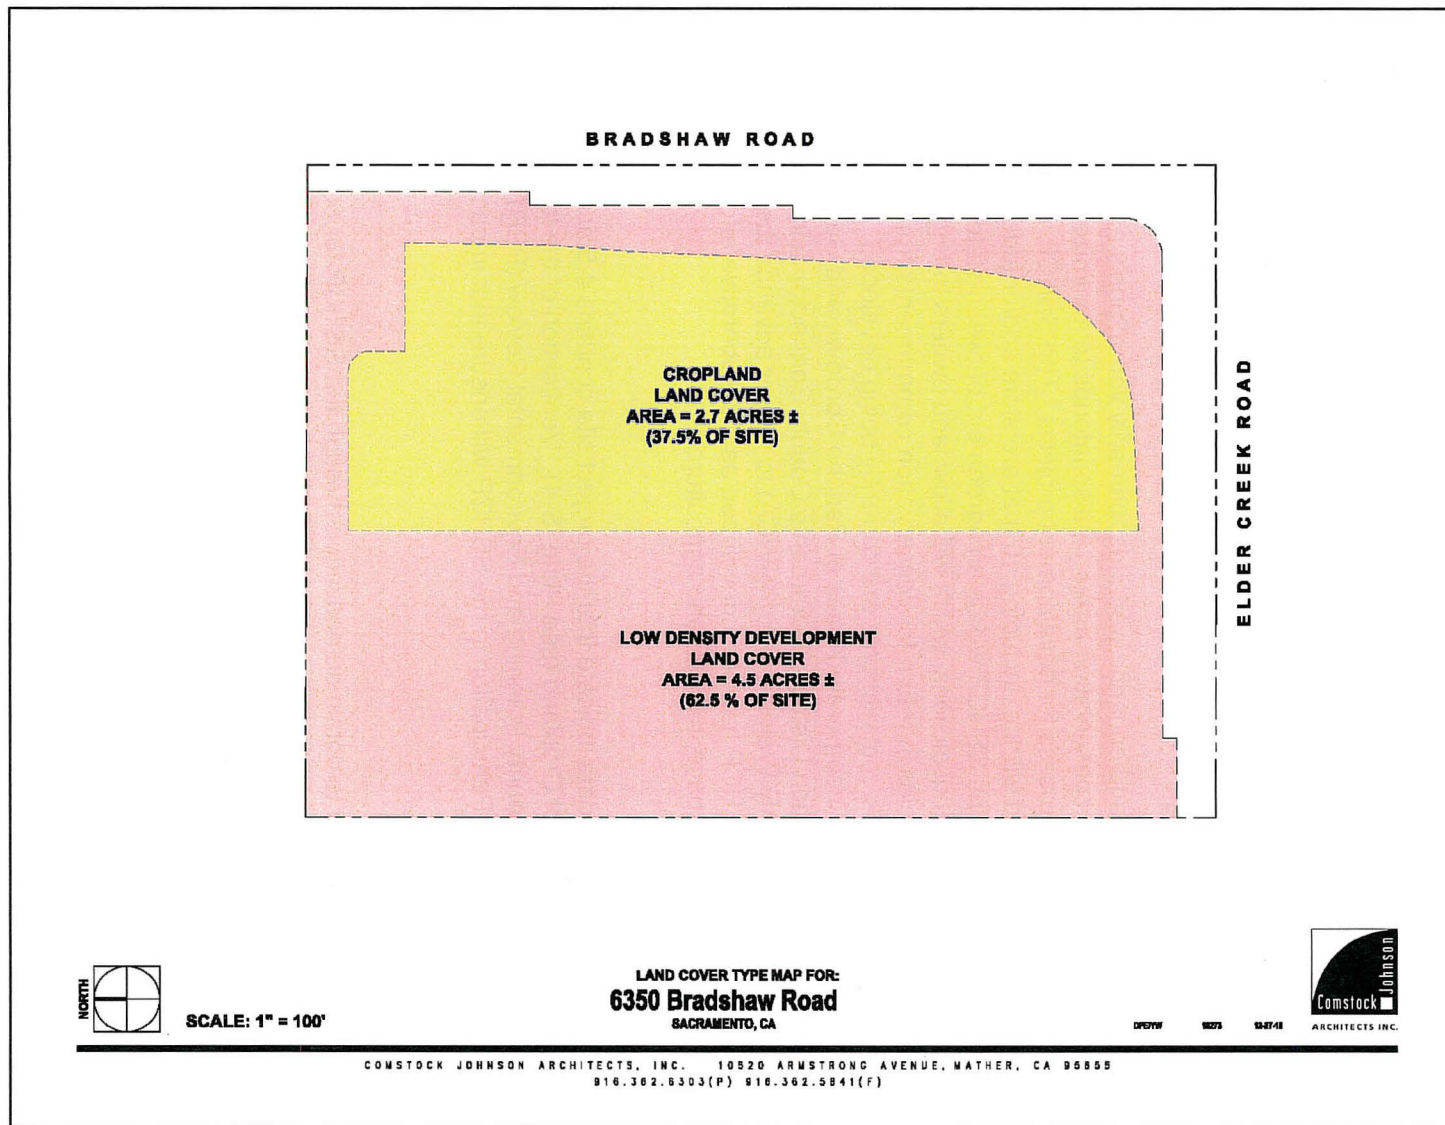 BRADSHAW ROAD
CROPLAND
LAND COVER
AREA = 2.7 ACRES ±
(37.5% OF SITE)
ELDER CREEK ROAD
LOW DENSITY DEVELOPMENT
LAND COVER
AREA = 4.5 ACRES ±
(62.5 % OF SITE)
NORTH
SCALE: 1" = 100'
LAND COVER TYPE MAP FOR:
6350 Bradshaw Road
SACRAMENTO, CA
Comstock Johnson
ARCHITECTS INC.
COMSTOCK JOHNSON ARCHITECTS, INC. 10520 ARMSTRONG AVENUE, MATHER, CA 95655
916.362.6303(P) 916.362.5841(F)